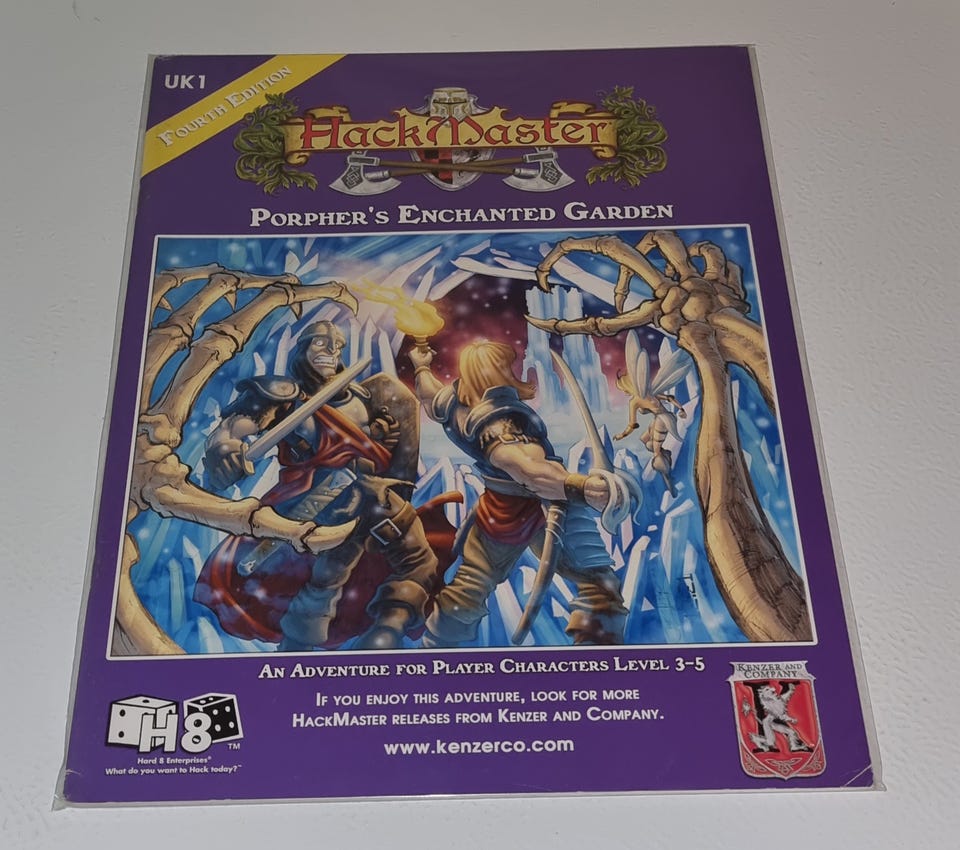 UK1
Fourth Edition
HackMaster
Porpher's Enchanted Garden
An Adventure for Player Characters Level 3-5
If you enjoy this adventure, look for more
HackMaster releases from Kenzer and Company.
www.kenzerco.com
H8™
Hard 8 Enterprises®
What do you want to Hack today?™
Kenzer and
Company
K